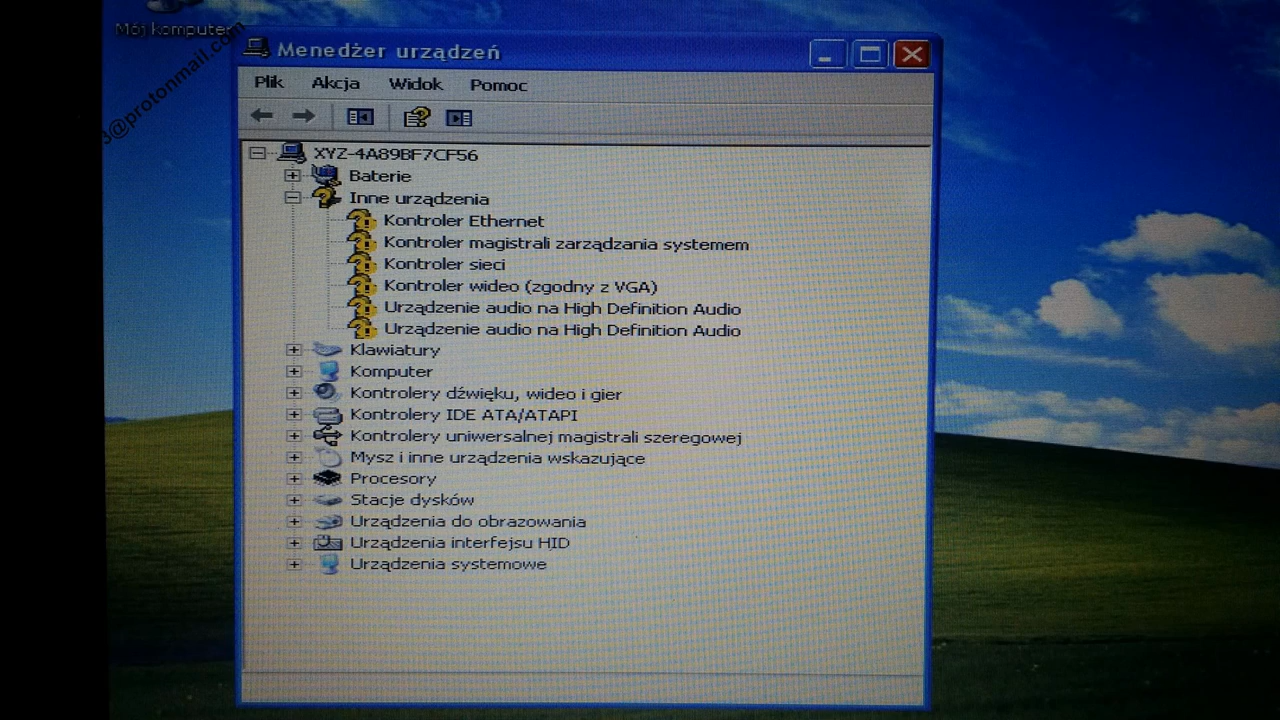 Mój komputer
3@protonmail.com
Menedżer urządzeń
Plik Akcja Widok Pomoc
XYZ-4A89BF7CF56
Baterie
Inne urządzenia
Kontroler Ethernet
Kontroler magistrali zarządzania systemem
Kontroler sieci
Kontroler wideo (zgodny z VGA)
Urządzenie audio na High Definition Audio
Urządzenie audio na High Definition Audio
Klawiatury
Komputer
Kontrolery dźwięku, wideo i gier
Kontrolery IDE ATA/ATAPI
Kontrolery uniwersalnej magistrali szeregowej
Mysz i inne urządzenia wskazujące
Procesory
Stacje dysków
Urządzenia do obrazowania
Urządzenia interfejsu HID
Urządzenia systemowe